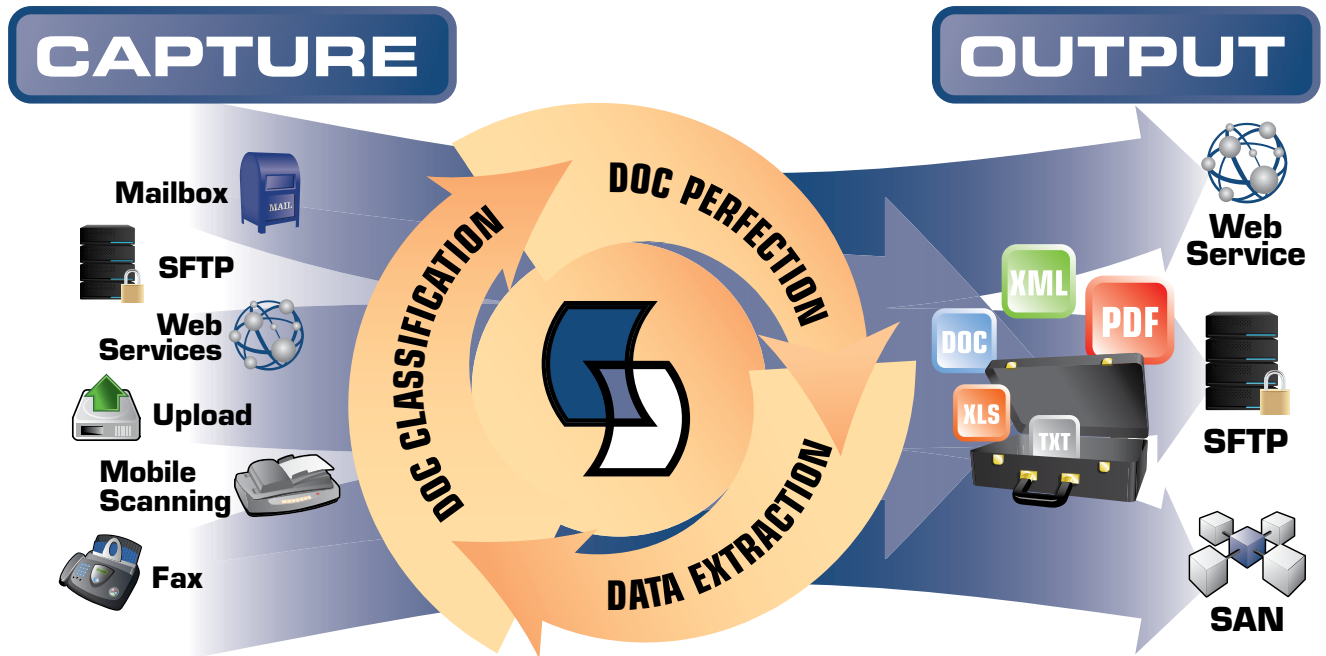 CAPTURE
OUTPUT
Mailbox
MAIL
SFTP
Web
Services
Upload
Mobile
Scanning
Fax
DOC CLASSIFICATION
DOC PERFECTION
DATA EXTRACTION
XML
PDF
DOC
XLS
TXT
Web
Service
SFTP
SAN